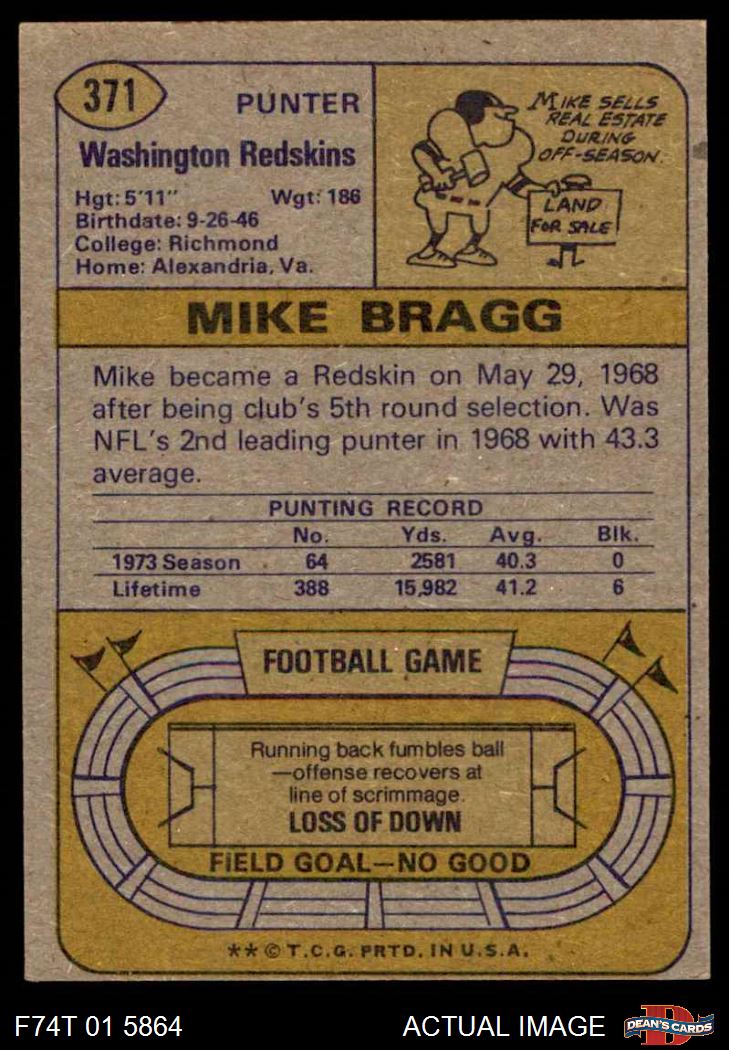 371
PUNTER
Washington Redskins
Hgt: 5'11" Wgt: 186
Birthdate: 9-26-46
College: Richmond
Home: Alexandria, Va.
MIKE SELLS
REAL ESTATE
DURING
OFF-SEASON.
LAND
FOR SALE
MIKE BRAGG
Mike became a Redskin on May 29, 1968
after being club's 5th round selection. Was
NFL's 2nd leading punter in 1968 with 43.3
average.
PUNTING RECORD
No. Yds. Avg. Blk.
1973 Season 64 2581 40.3 0
Lifetime 388 15,982 41.2 6
FOOTBALL GAME
Running back fumbles ball
—offense recovers at
line of scrimmage.
LOSS OF DOWN
FIELD GOAL—NO GOOD
**© T.C.G. PRTD. IN U.S.A.
F74T 01 5864 ACTUAL IMAGE
D
DEAN'S CARDS